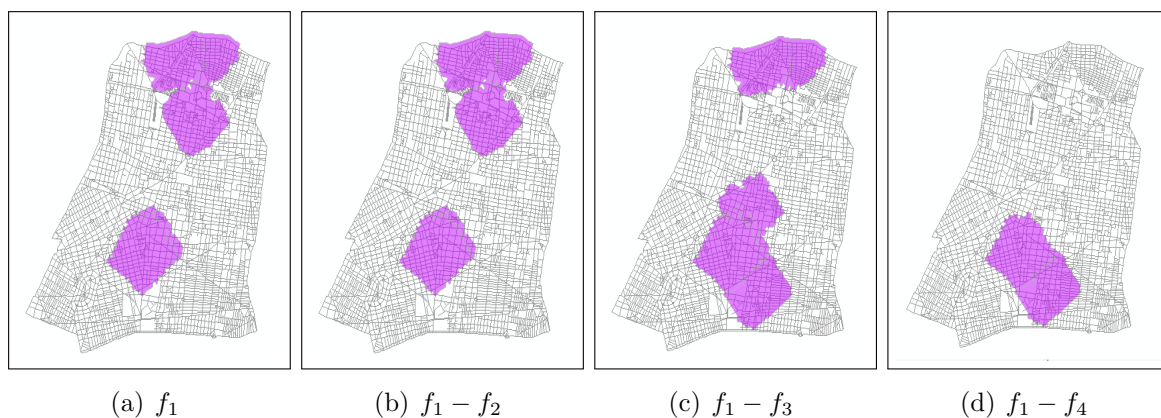 (a) f₁
(b) f₁ − f₂
(c) f₁ − f₃
(d) f₁ − f₄